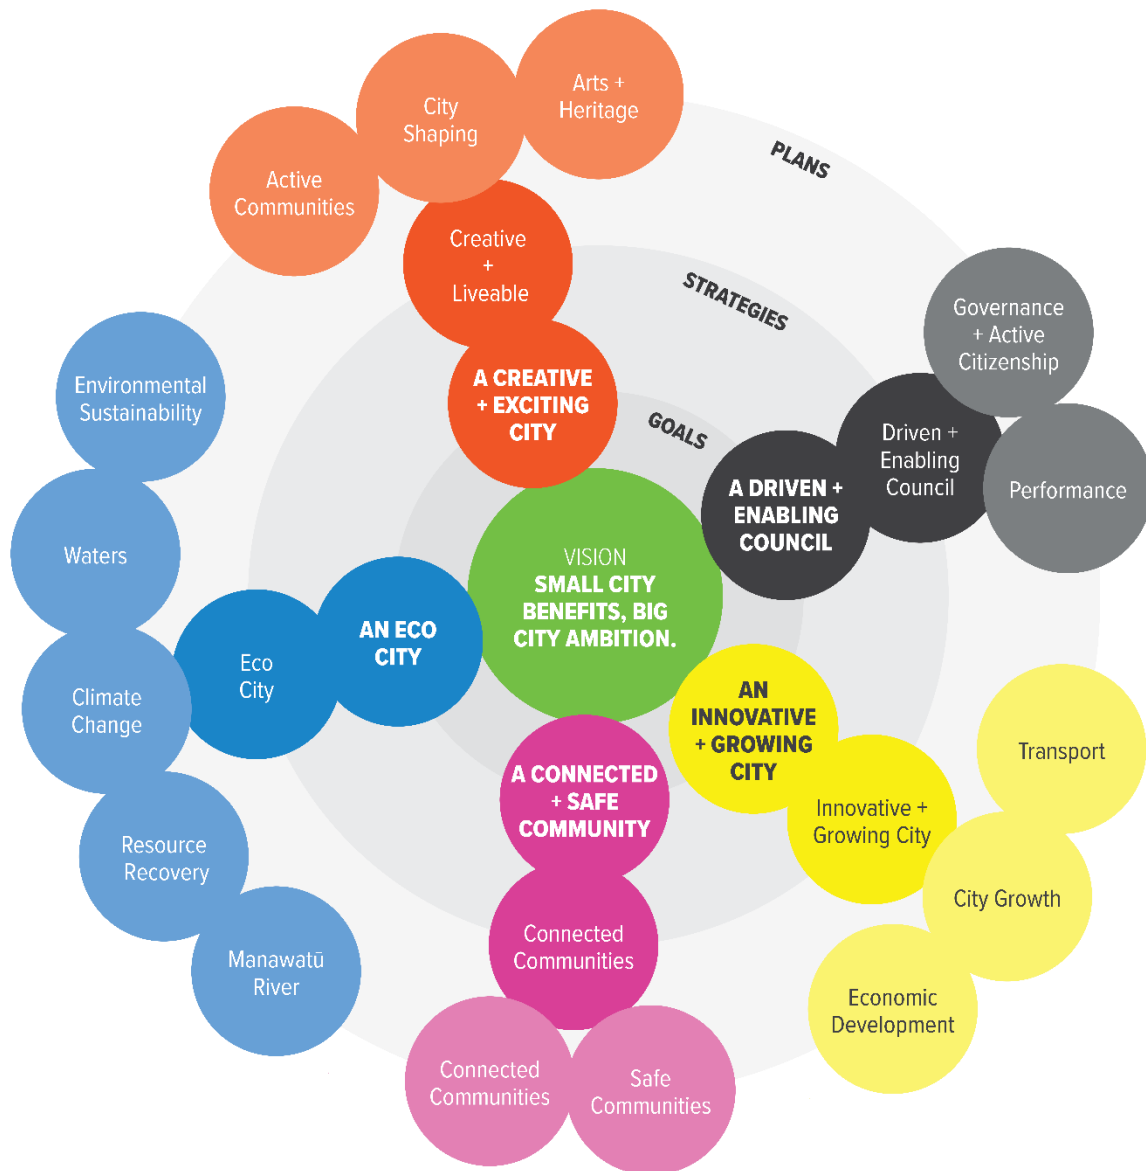 Arts +
Heritage
City
Shaping
Active
Communities
PLANS
Creative
+
Liveable
STRATEGIES
Governance
+ Active
Citizenship
A CREATIVE
+ EXCITING
CITY
GOALS
Driven +
Enabling
Council
Performance
A DRIVEN +
ENABLING
COUNCIL
Environmental
Sustainability
Waters
VISION
SMALL CITY
BENEFITS, BIG
CITY AMBITION.
AN ECO
CITY
Eco
City
Climate
Change
Resource
Recovery
Manawatū
River
AN
INNOVATIVE
+ GROWING
CITY
Innovative +
Growing City
Transport
City Growth
Economic
Development
A CONNECTED
+ SAFE
COMMUNITY
Connected
Communities
Connected
Communities
Safe
Communities